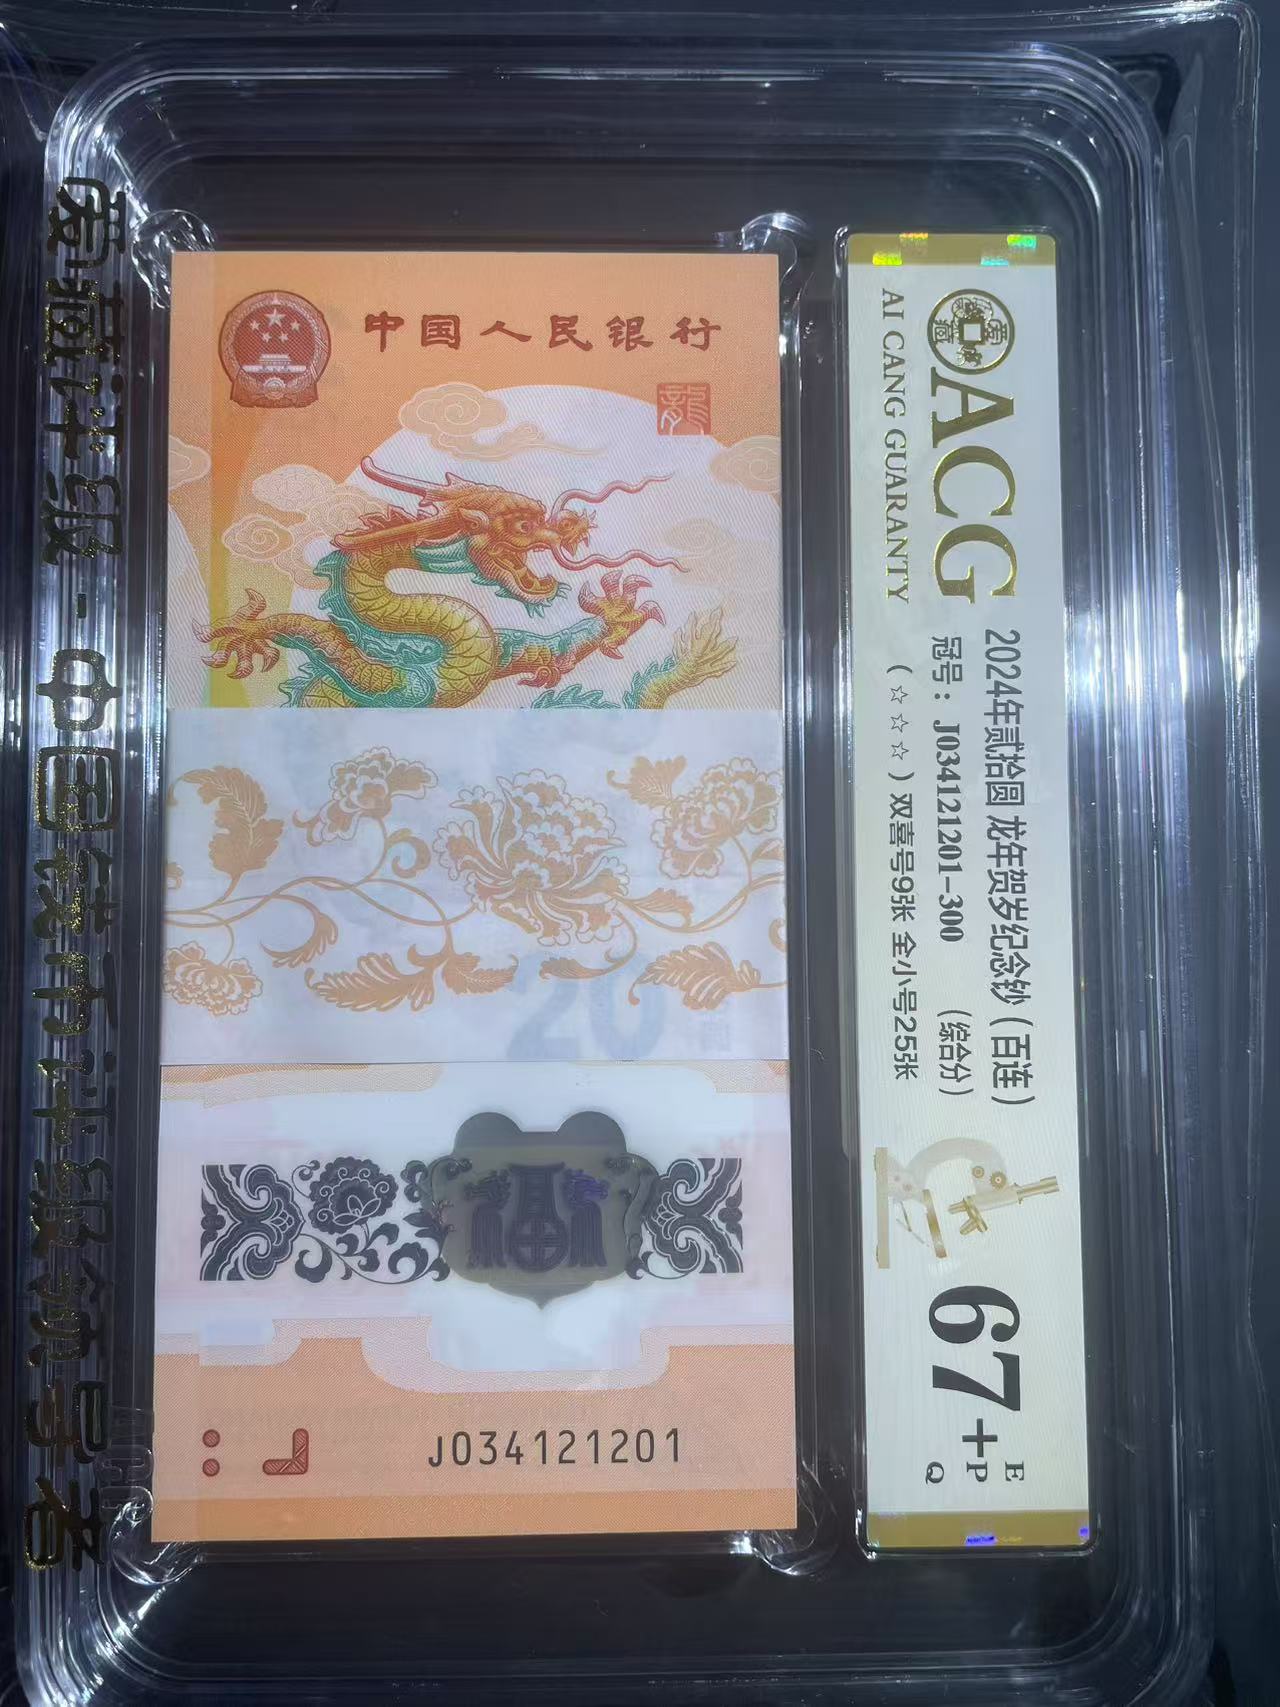 爱藏评级-中国钱币评级领导者
中国人民银行
龍
20
J034121201
ACG
AI CANG GUARANTY
2024年贰拾圆 龙年贺岁纪念钞（百连）
冠号：J034121201-300 （综合分）
（☆☆☆）双喜号9张 全小号25张
67+
E
P
Q